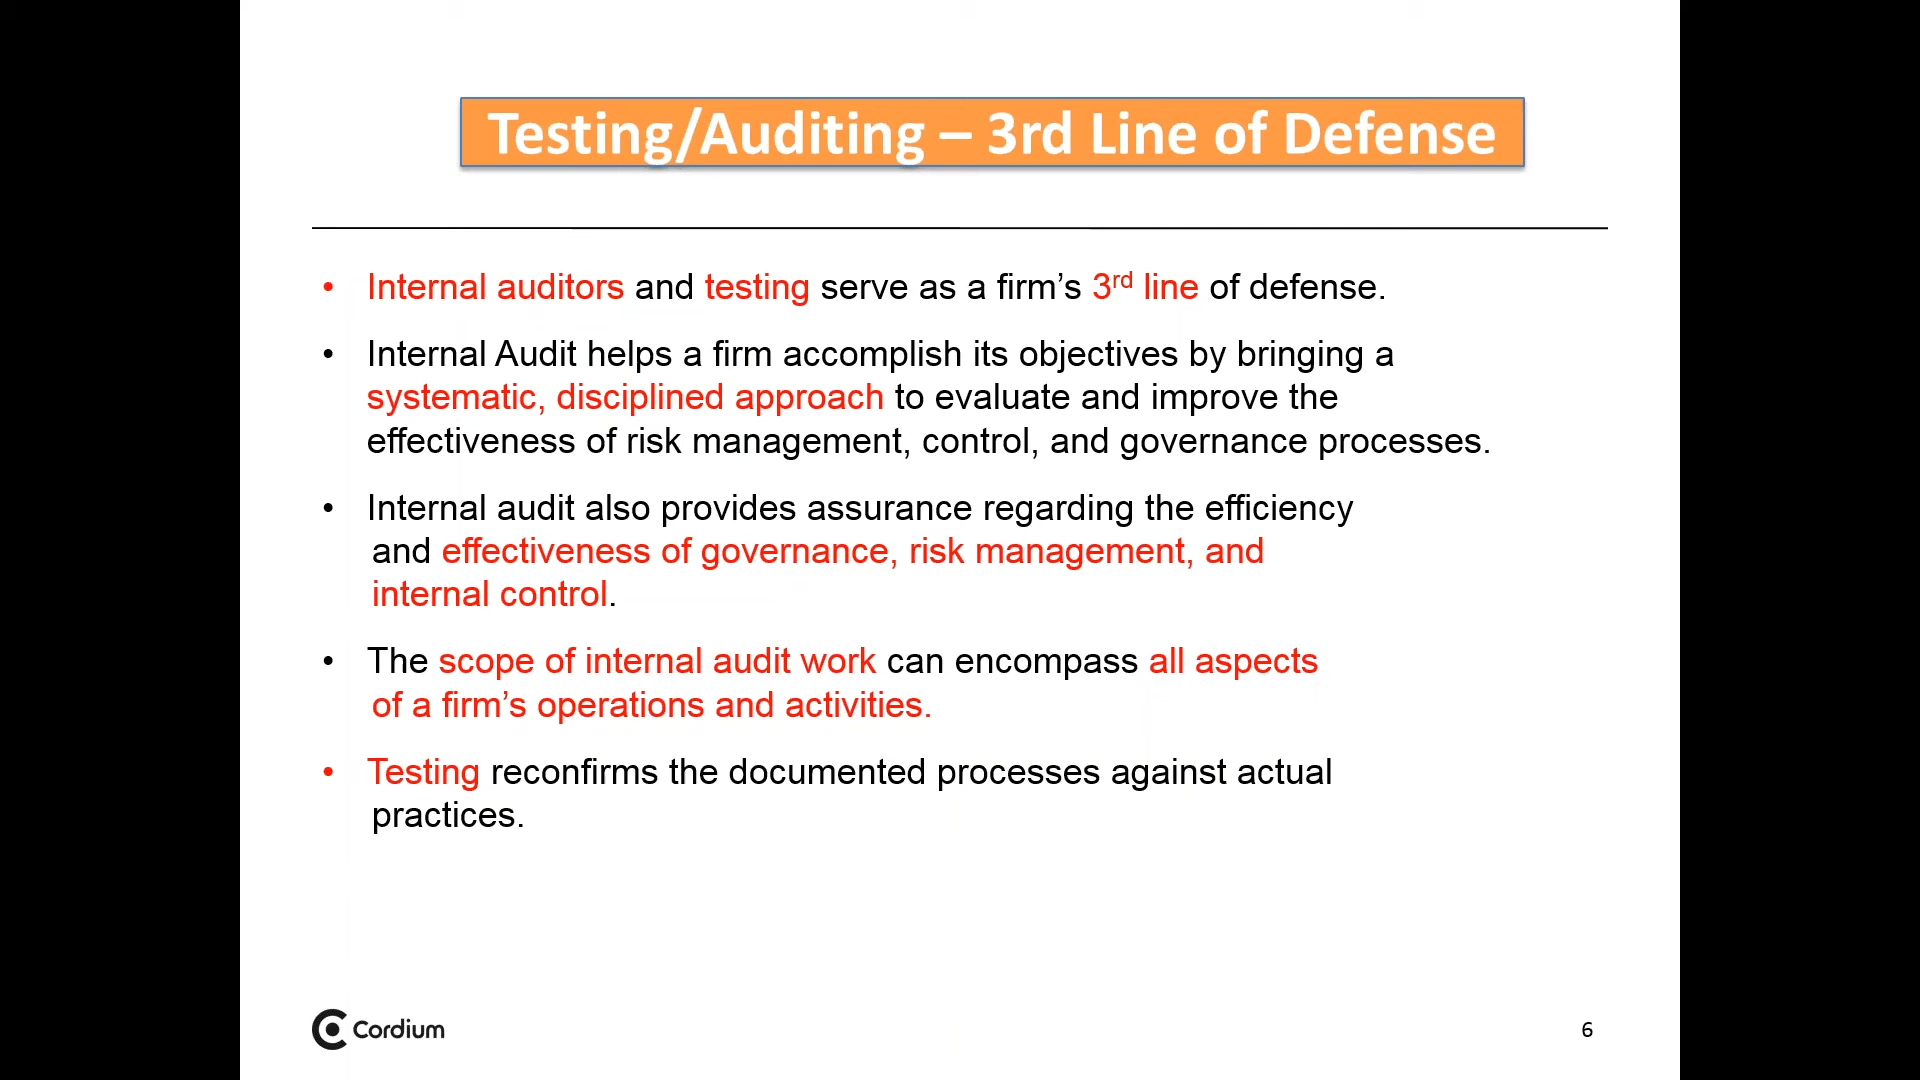 Testing/Auditing – 3rd Line of Defense
• Internal auditors and testing serve as a firm’s 3rd line of defense.
• Internal Audit helps a firm accomplish its objectives by bringing a
systematic, disciplined approach to evaluate and improve the
effectiveness of risk management, control, and governance processes.
• Internal audit also provides assurance regarding the efficiency
and effectiveness of governance, risk management, and
internal control.
• The scope of internal audit work can encompass all aspects
of a firm’s operations and activities.
• Testing reconfirms the documented processes against actual
practices.
Cordium
6